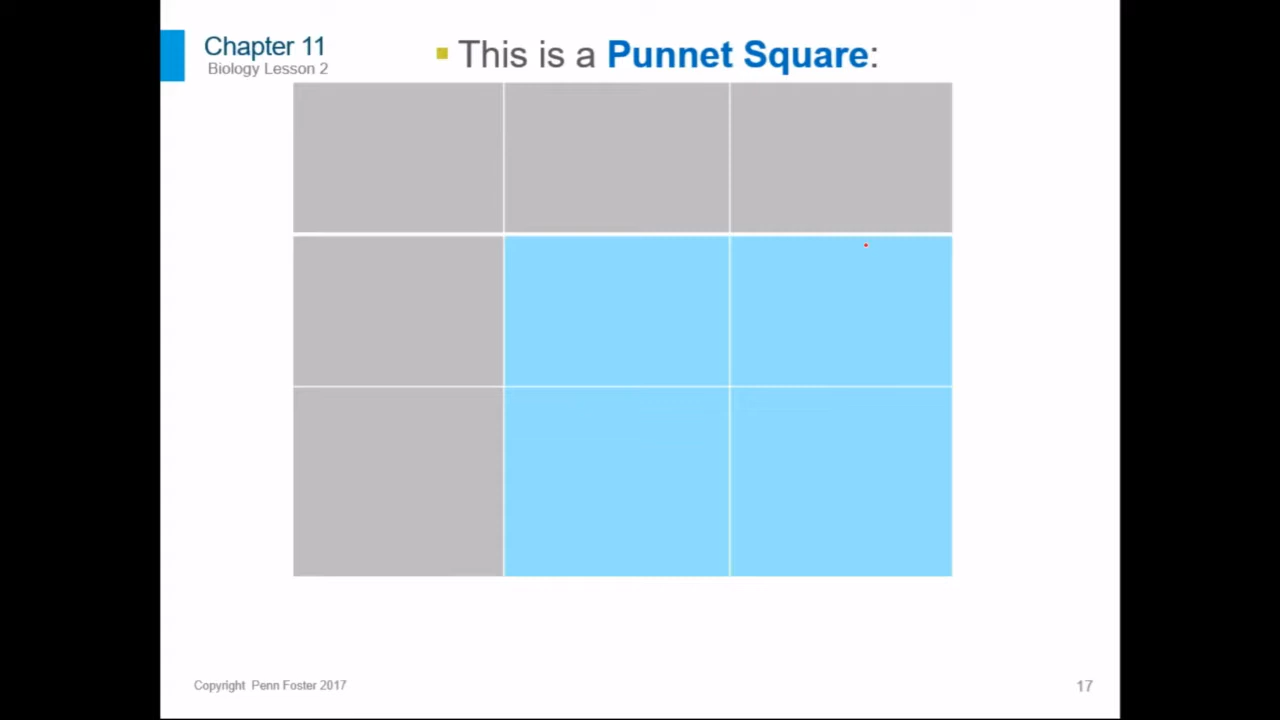 Chapter 11
Biology Lesson 2
This is a Punnet Square:
Copyright Penn Foster 2017
17